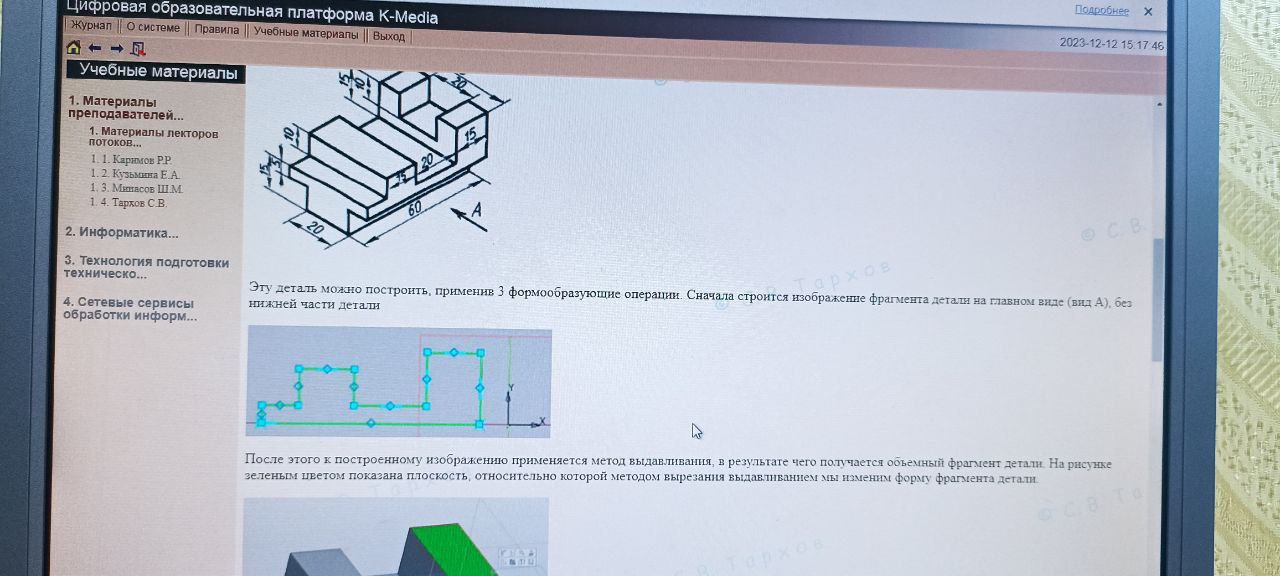 Цифровая образовательная платформа K-Media
Подробнее ×
Журнал | О системе | Правила | Учебные материалы | Выход
2023-12-12 15:17:46
Учебные материалы
1. Материалы
преподавателей...
1. Материалы лекторов
потоков...
1. 1. Каримов Р.Р.
1. 2. Кузьмина Е.А.
1. 3. Минасов Ш.М.
1. 4. Тархов С.В.
2. Информатика...
3. Технология подготовки
техническо...
4. Сетевые сервисы
обработки информ...
15 10 20
10 15
15 5 15 20
60 A
20
© С. В.
Тархов
Эту деталь можно построить, применив 3 формообразующие операции. Сначала строится изображение фрагмента детали на главном виде (вид А), без
нижней части детали
Y
X
После этого к построенному изображению применяется метод выдавливания, в результате чего получается объемный фрагмент детали. На рисунке
зеленым цветом показана плоскость, относительно которой методом вырезания выдавливанием мы изменим форму фрагмента детали.
© С. В. Та
Тархов